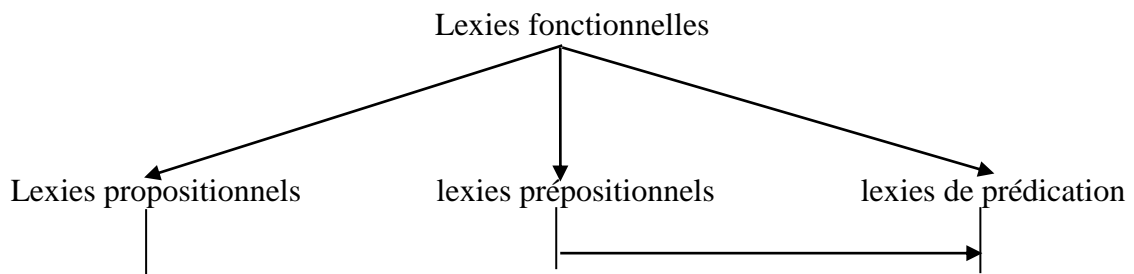 Lexies fonctionnelles
Lexies propositionnels lexies prépositionnels lexies de prédication